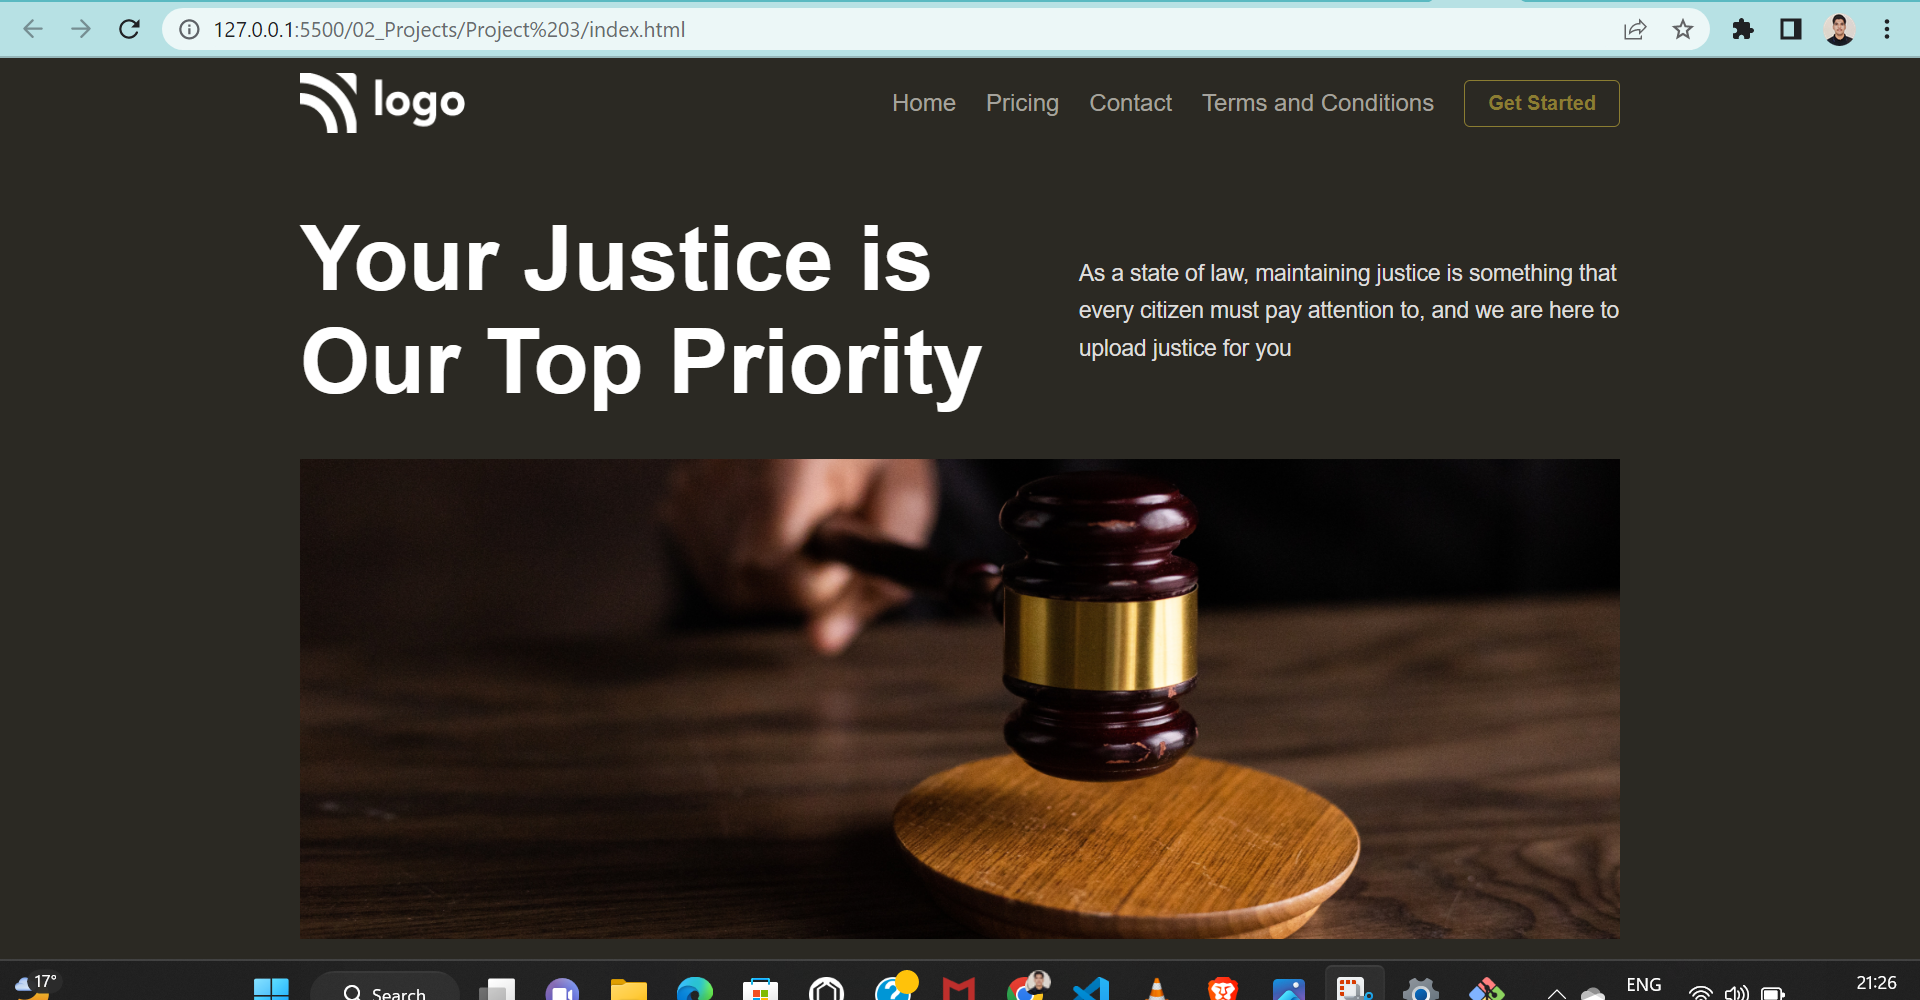 127.0.0.1:5500/02_Projects/Project%203/index.html
logo
Home Pricing Contact Terms and Conditions Get Started
Your Justice is
Our Top Priority
As a state of law, maintaining justice is something that
every citizen must pay attention to, and we are here to
upload justice for you
17°
Search
ENG
21:26